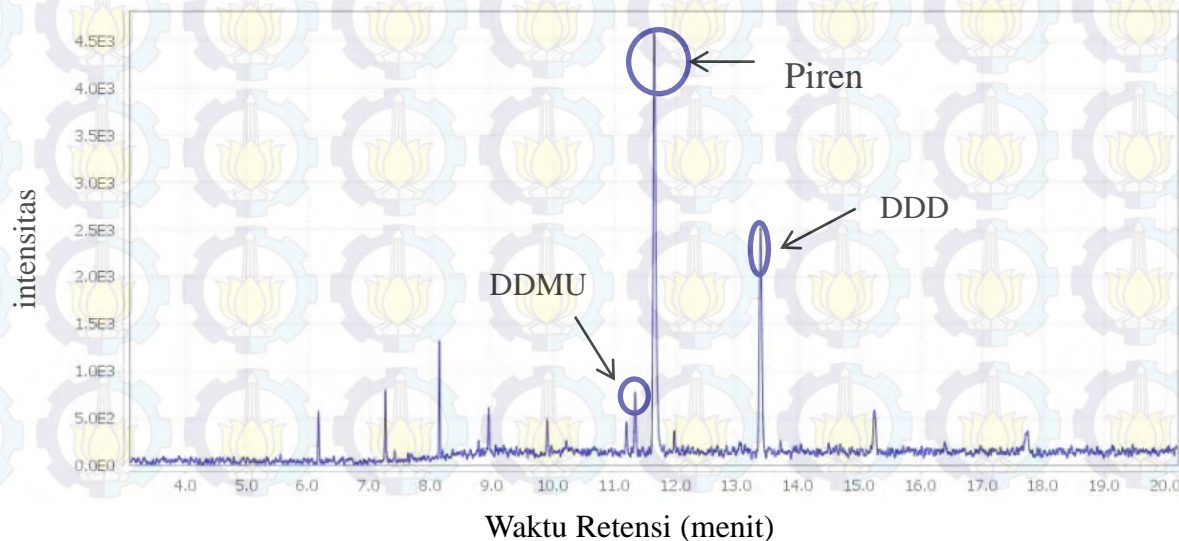 4.5E3
Piren
4.0E3
3.5E3
3.0E3
intensitas
2.5E3
DDD
2.0E3
DDMU
1.5E3
1.0E3
5.0E2
0.0E0
4.0 5.0 6.0 7.0 8.0 9.0 10.0 11.0 12.0 13.0 14.0 15.0 16.0 17.0 18.0 19.0 20.0
Waktu Retensi (menit)